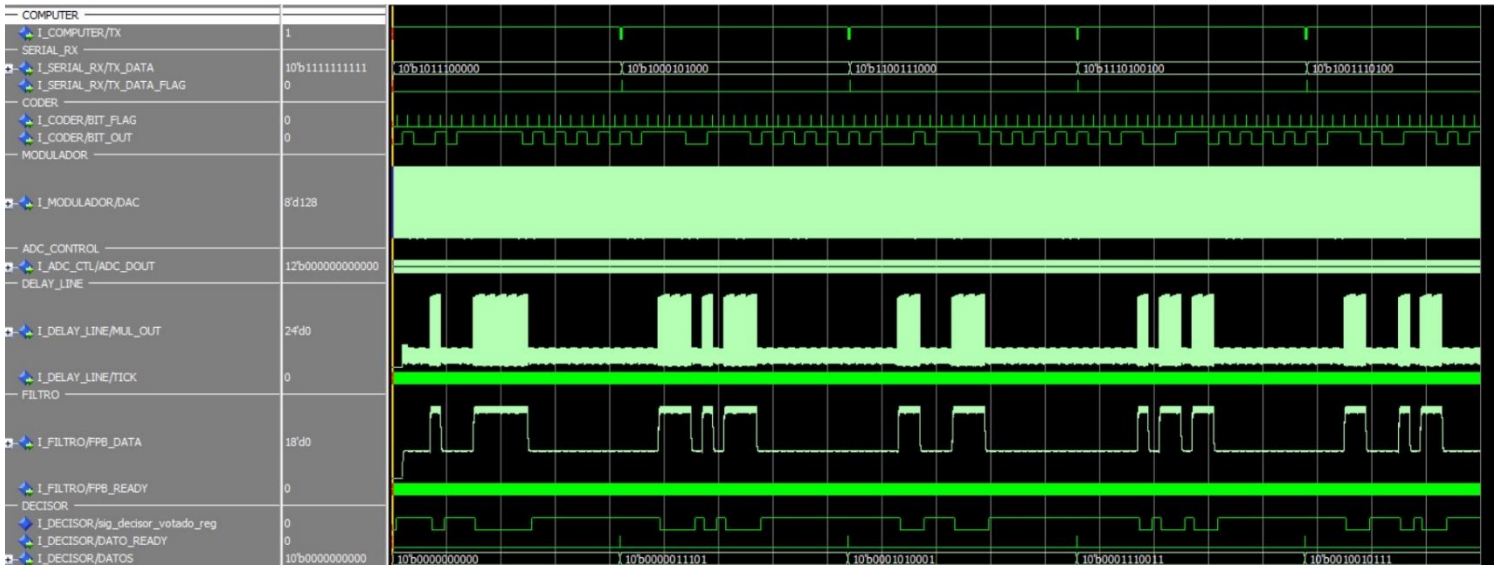 COMPUTER
I_COMPUTER/TX 1
SERIAL_RX
I_SERIAL_RX/TX_DATA 10'b1111111111 10'b1011100000 10'b1000101000 10'b1100111000 10'b1110100100 10'b1001110100
I_SERIAL_RX/TX_DATA_FLAG 0
CODER
I_CODER/BIT_FLAG 0
I_CODER/BIT_OUT 0
MODULADOR
I_MODULADOR/DAC 8'd128
ADC_CONTROL
I_ADC_CTL/ADC_DOUT 12'b000000000000
DELAY_LINE
I_DELAY_LINE/MUL_OUT 24'd0
I_DELAY_LINE/TICK 0
FILTRO
I_FILTRO/FPB_DATA 18'd0
I_FILTRO/FPB_READY 0
DECISOR
I_DECISOR/sig_decisor_votado_reg 0
I_DECISOR/DATO_READY 0
I_DECISOR/DATOS 10'b0000000000 10'b0000000000 10'b0000011101 10'b0001010001 10'b0001110011 10'b0010010111